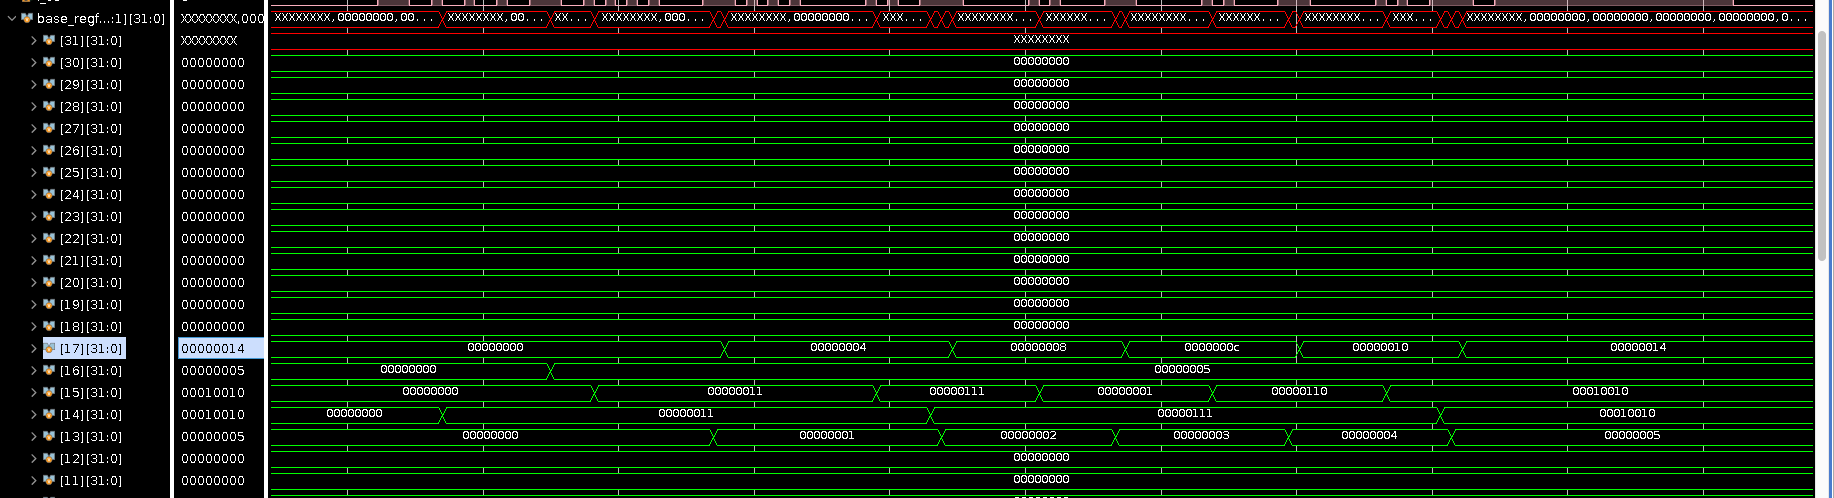 base_regf...:1][31:0] XXXXXXXX,000 XXXXXXXX,00000000,00... XXXXXXXX,00... XX... XXXXXXXX,000... XXXXXXXX,00000000... XXX... XXXXXXXX... XXXXXX... XXXXXXXX... XXXXXX... XXXXXXXX... XXX... XXXXXXXX,00000000,00000000,00000000,00000000,0...
[31][31:0] XXXXXXXX XXXXXXXX
[30][31:0] 00000000 00000000
[29][31:0] 00000000 00000000
[28][31:0] 00000000 00000000
[27][31:0] 00000000 00000000
[26][31:0] 00000000 00000000
[25][31:0] 00000000 00000000
[24][31:0] 00000000 00000000
[23][31:0] 00000000 00000000
[22][31:0] 00000000 00000000
[21][31:0] 00000000 00000000
[20][31:0] 00000000 00000000
[19][31:0] 00000000 00000000
[18][31:0] 00000000 00000000
[17][31:0] 00000014 00000000 00000004 00000008 0000000c 00000010 00000014
[16][31:0] 00000005 00000000 00000005
[15][31:0] 00010010 00000000 00000011 00000111 00000001 00000110 00010010
[14][31:0] 00010010 00000000 00000011 00000111 00010010
[13][31:0] 00000005 00000000 00000001 00000002 00000003 00000004 00000005
[12][31:0] 00000000 00000000
[11][31:0] 00000000 00000000